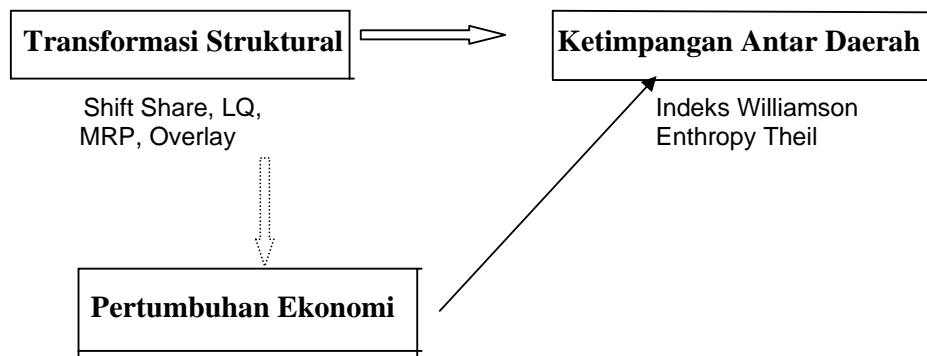 Transformasi Struktural
Ketimpangan Antar Daerah
Shift Share, LQ,
MRP, Overlay
Indeks Williamson
Enthropy Theil
Pertumbuhan Ekonomi